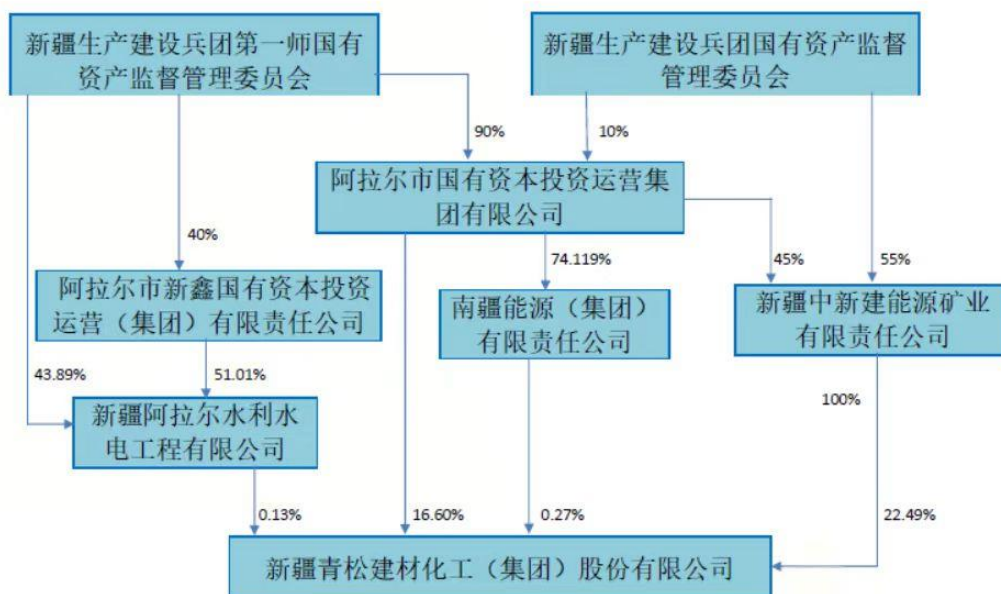 新疆生产建设兵团第一师国有
资产监督管理委员会
新疆生产建设兵团国有资产监督
管理委员会
90%
10%
阿拉尔市国有资本投资运营集
团有限公司
40%
74.119%
45%
55%
阿拉尔市新鑫国有资本投资
运营（集团）有限责任公司
南疆能源（集团）
有限责任公司
新疆中新建能源矿业
有限责任公司
43.89%
51.01%
100%
新疆阿拉尔水利水
电工程有限公司
0.13%
16.60%
0.27%
22.49%
新疆青松建材化工（集团）股份有限公司